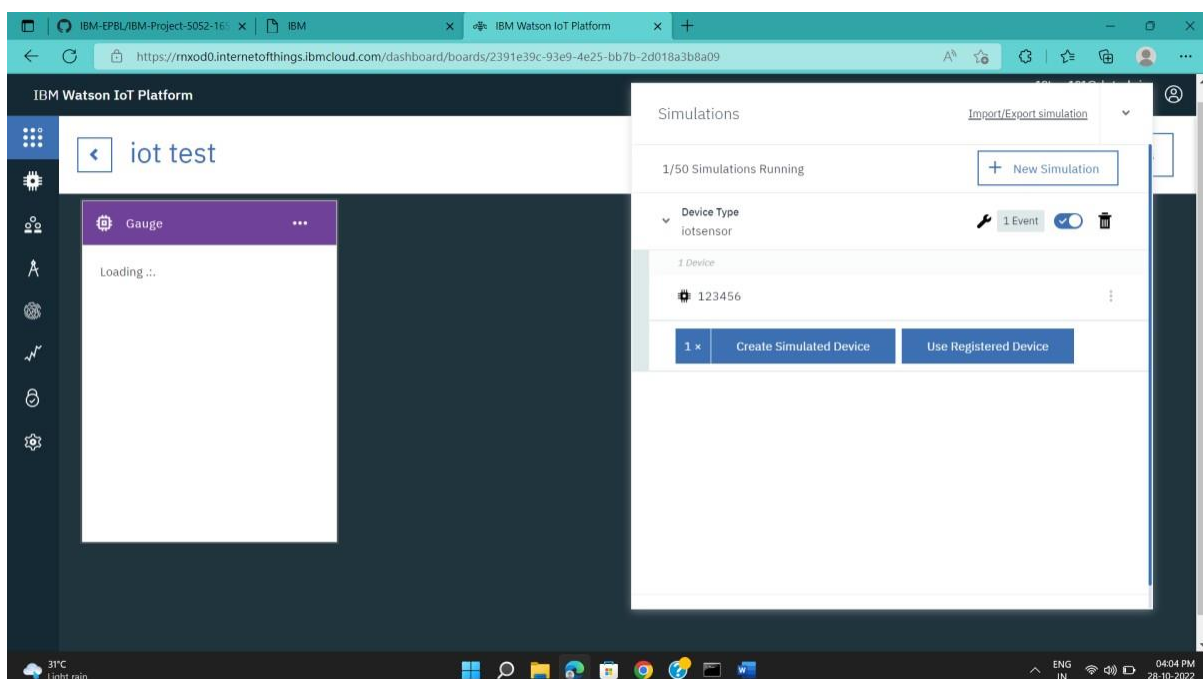 IBM-EPBL/IBM-Project-5052-165
IBM
IBM Watson IoT Platform
https://rnxod0.internetofthings.ibmcloud.com/dashboard/boards/2391e39c-93e9-4e25-bb7b-2d018a3b8a09
IBM Watson IoT Platform
iot test
Gauge
Loading .:.
Simulations
Import/Export simulation
1/50 Simulations Running
+ New Simulation
Device Type
iotsensor
1 Event
1 Device
123456
1 ×
Create Simulated Device
Use Registered Device
31°C
Light rain
ENG
IN
04:04 PM
28-10-2022